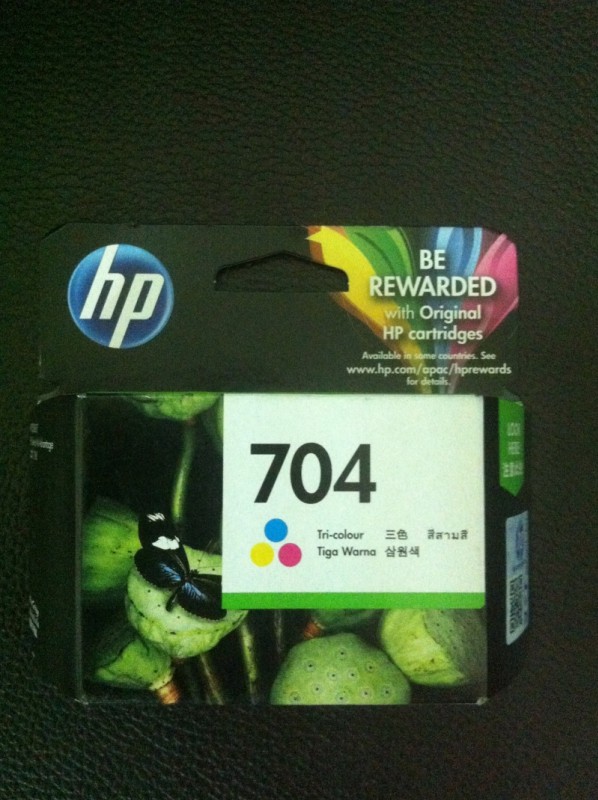 hp
BE
REWARDED
with Original
HP cartridges
Available in some countries. See
www.hp.com/apac/hprewards
for details.
704
Tri-colour 三色 สีสามสี
Tiga Warna 삼원색